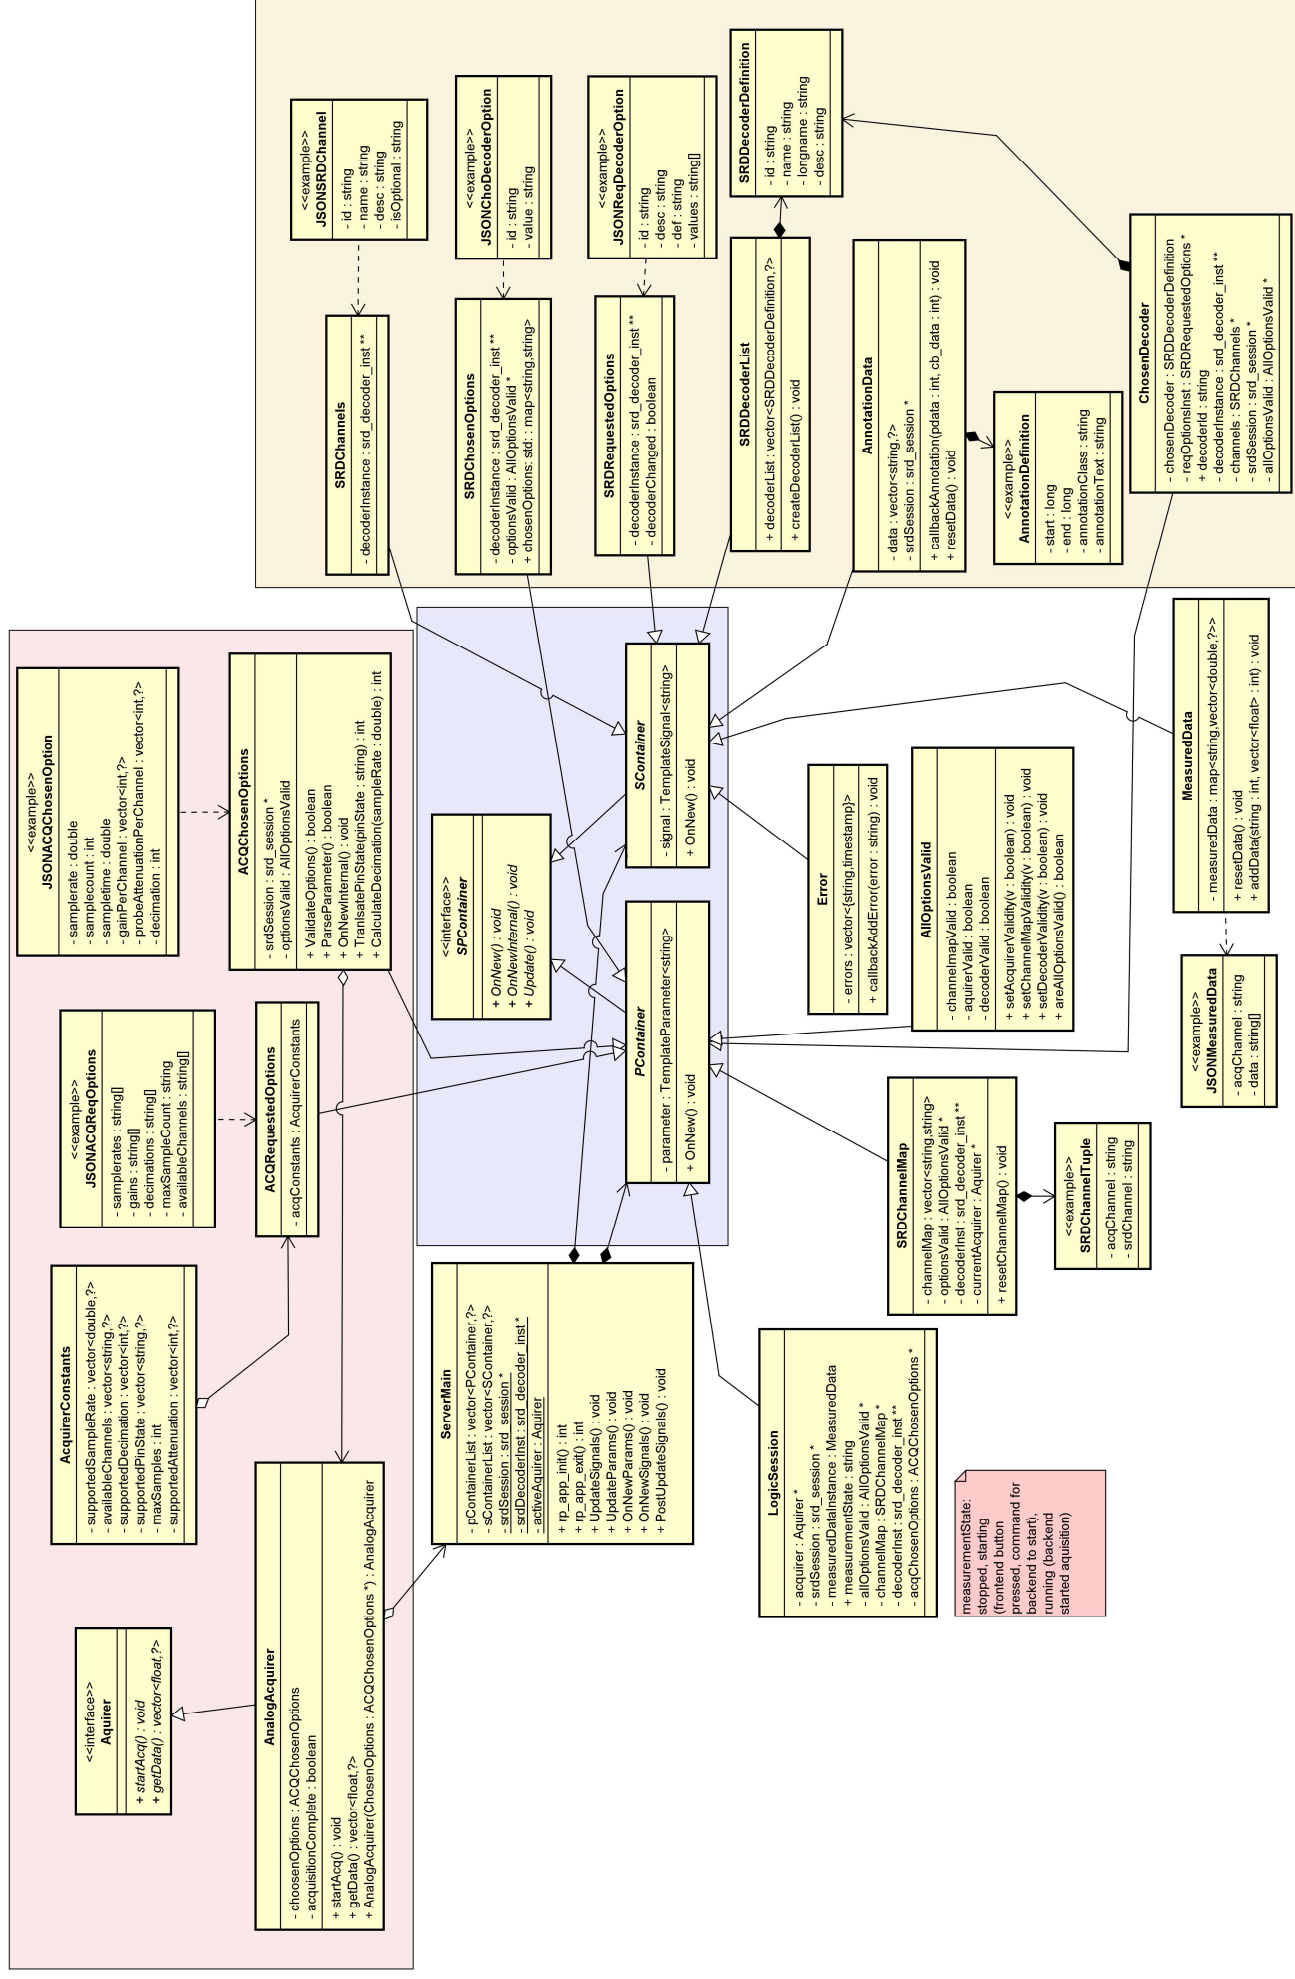 <<interface>>
Aquirer
+ startAcq() : void
+ getData() : vector<float,?>
AnalogAcquirer
- choosenOptions : ACQChosenOptions
- acquisitionComplete : boolean
+ startAcq() : void
+ getData() : vector<float,?>
+ AnalogAcquirer(ChosenOptions : ACQChosenOptions *) : AnalogAcquirer
AcquirerConstants
- supportedSampleRate : vector<double,?>
- availableChannels : vector<string,?>
- supportedDecimation : vector<int,?>
- supportedPinState : vector<string,?>
- maxSamples : int
- supportedAttenuation : vector<int,?>
<<example>>
JSONACQReqOptions
- samplerates : string[]
- gains : string[]
- decimations : string[]
- maxSampleCount : string
- availableChannels : string[]
ACQRequestedOptions
- acqConstants : AcquirerConstants
<<example>>
JSONACQChosenOption
- samplerate : double
- samplecount : int
- sampletime : double
- gainPerChannel : vector<int,?>
- probeAttenuationPerChannel : vector<int,?>
- decimation : int
ACQChosenOptions
- srdSession : srd_session *
- optionsValid : AllOptionsValid
+ ValidateOptions() : boolean
+ ParseParameter() : boolean
+ OnNewInternal() : void
+ TranlsatePinState(pinState : string) : int
+ CalculateDecimation(sampleRate : double) : int
ServerMain
- pContainerList : vector<PContainer,?>
- sContainerList : vector<SContainer,?>
- srdSession : srd_session *
- srdDecoderInst : srd_decoder_inst *
- activeAquirer : Aquirer
+ rp_app_init() : int
+ rp_app_exit() : int
+ UpdateSignals() : void
+ UpdateParams() : void
+ OnNewParams() : void
+ OnNewSignals() : void
+ PostUpdateSignals() : void
<<interface>>
SPContainer
+ OnNew() : void
+ OnNewInternal() : void
+ Update() : void
PContainer
- parameter : TemplateParameter<string>
+ OnNew() : void
SContainer
- signal : TemplateSignal<string>
+ OnNew() : void
<<example>>
JSONSRDChannel
- id : string
- name : string
- desc : string
- isOptional : string
SRDChannels
- decoderInstance : srd_decoder_inst **
<<example>>
JSONChoDecoderOption
- id : string
- value : string
SRDChosenOptions
- decoderInstance : srd_decoder_inst **
- optionsValid : AllOptionsValid *
+ chosenOptions: std: : map<string,string>
<<example>>
JSONReqDecoderOption
- id : string
- desc : string
- def : string
- values : string[]
SRDRequestedOptions
- decoderInstance : srd_decoder_inst **
- decoderChanged : boolean
SRDDecoderDefinition
- id : string
- name : string
- longname : string
- desc : string
SRDDecoderList
+ decoderList : vector<SRDDecoderDefinition,?>
+ createDecoderList() : void
AnnotationData
- data : vector<string,?>
- srdSession : srd_session *
+ callbackAnnotation(pdata : int, cb_data : int) : void
+ resetData() : void
<<example>>
AnnotationDefinition
- start : long
- end : long
- annotationClass : string
- annotationText : string
ChosenDecoder
- chosenDecoder : SRDDecoderDefinition
- reqOptionsInst : SRDRequestedOptions *
+ decoderId : string
- decoderInstance : srd_decoder_inst **
- channels : SRDChannels *
- srdSession : srd_session *
- allOptionsValid : AllOptionsValid *
LogicSession
- acquirer : Aquirer *
- srdSession : srd_session *
- measuredDataInstance : MeasuredData
+ measurementState : string
- allOptionsValid : AllOptionsValid *
- channelMap : SRDChannelMap *
- decoderInst : srd_decoder_inst **
- acqChosenOptions : ACQChosenOptions *
measurementState:
stopped, starting
(frontend button
pressed, command for
backend to start),
running (backend
started aquisition)
SRDChannelMap
- channelMap : vector<string,string>
- optionsValid : AllOptionsValid *
- decoderInst : srd_decoder_inst **
- currentAcquirer : Aquirer *
+ resetChannelMap() : void
<<example>>
SRDChannelTuple
- acqChannel : string
- srdChannel : string
Error
- errors : vector<{string,timestamp}>
+ callbackAddError(error : string) : void
AllOptionsValid
- channelmapValid : boolean
- aquirerValid : boolean
- decoderValid : boolean
+ setAcquirerValidity(v : boolean) : void
+ setChannelMapValidity(v : boolean) : void
+ setDecoderValidity(v : boolean) : void
+ areAllOptionsValid() : boolean
MeasuredData
- measuredData : map<string,vector<double,?>>
+ resetData() : void
+ addData(string : int, vector<float> : int) : void
<<example>>
JSONMeasuredData
- acqChannel : string
- data : string[]